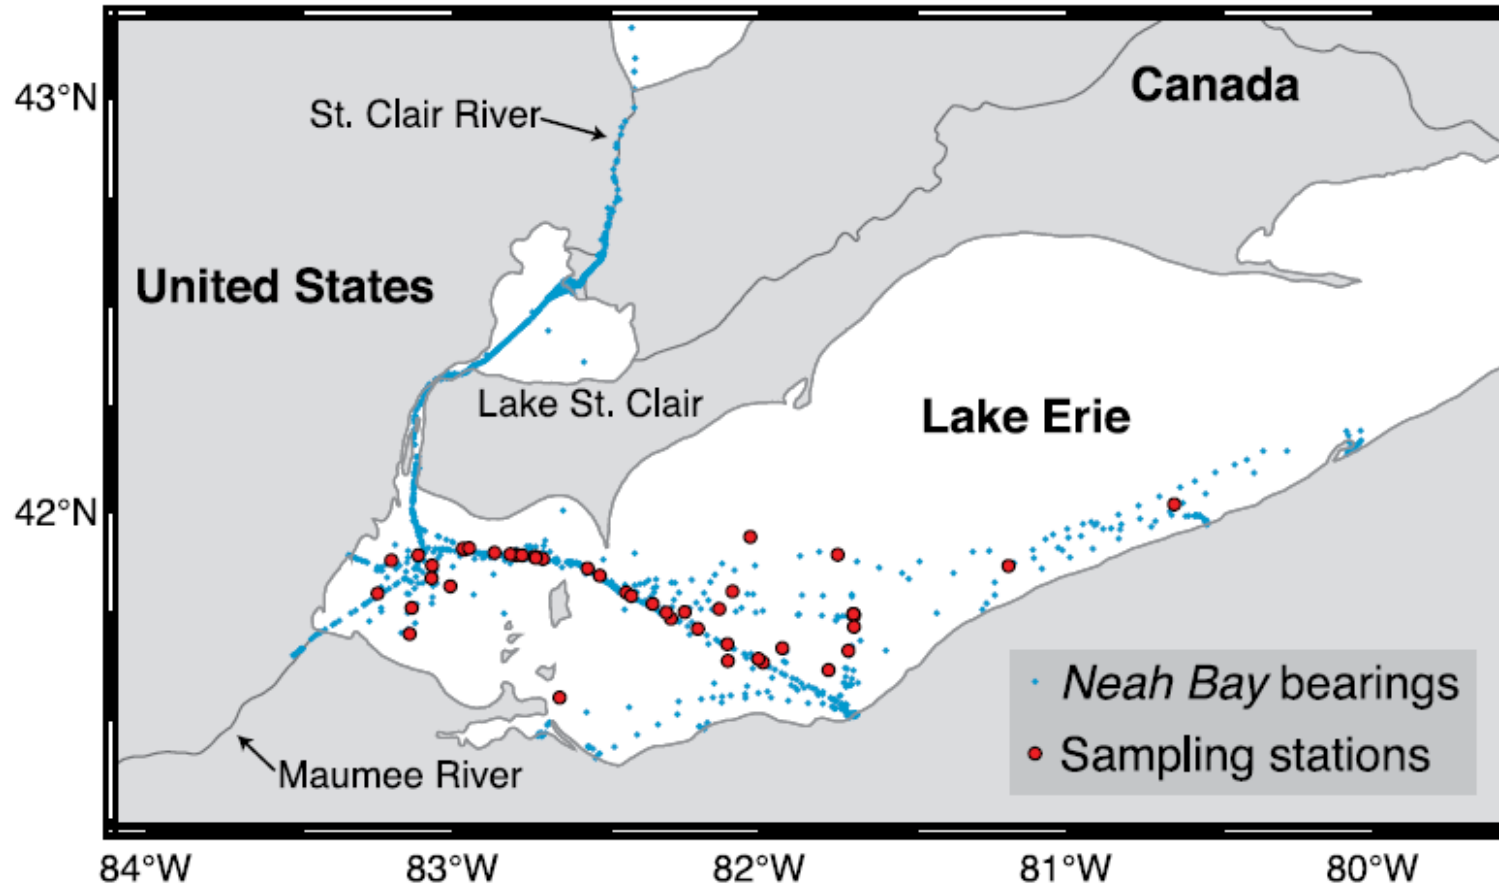 43°N
St. Clair River
Canada
United States
Lake St. Clair
Lake Erie
42°N
Neah Bay bearings
Sampling stations
Maumee River
84°W 83°W 82°W 81°W 80°W